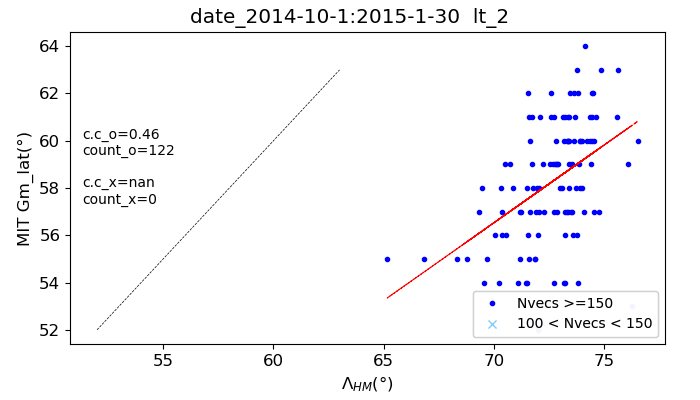 date_2014-10-1:2015-1-30  lt_2
64
62
60
58
56
54
52
MIT Gm_lat(°)
c.c_o=0.46
count_o=122
c.c_x=nan
count_x=0
Nvecs >=150
100 < Nvecs < 150
55
60
65
70
75
Λ_HM(°)